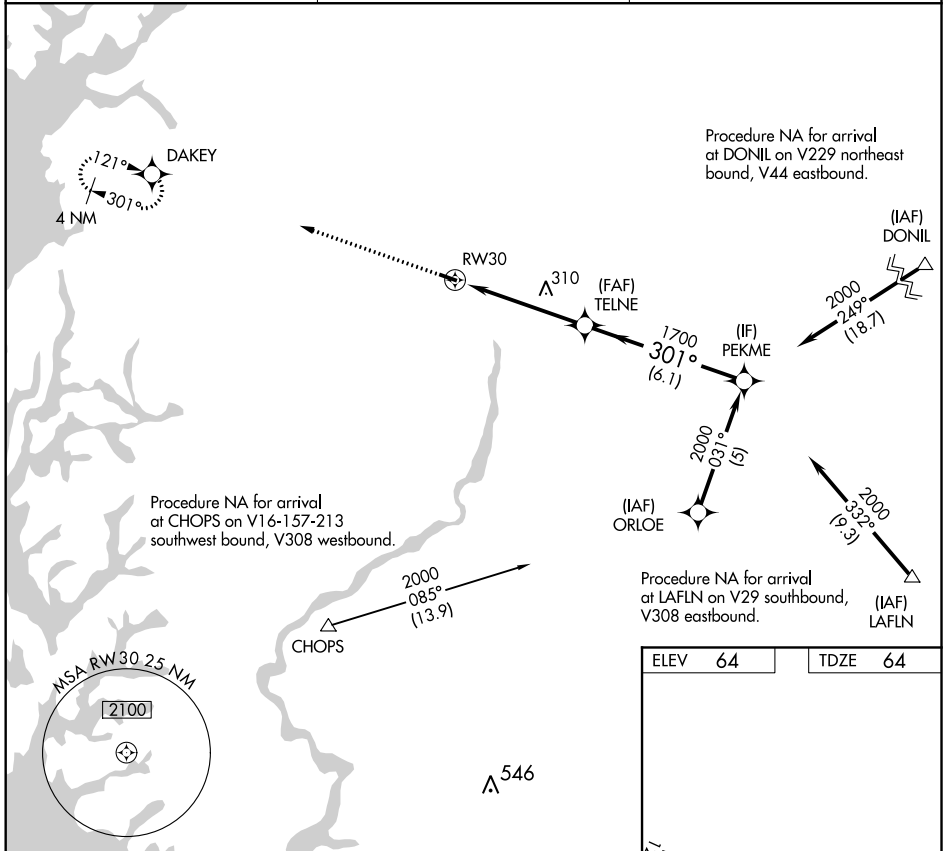 Procedure NA for arrival
at DONIL on V229 northeast
bound, V44 eastbound.
DAKEY
121°
301°
4 NM
(IAF)
DONIL
2000
249°
(18.7)
RW30
310
(FAF)
TELNE
1700
301°
(6.1)
(IF)
PEKME
2000
031°
(5)
(IAF)
ORLOE
2000
332°
(9.3)
(IAF)
LAFLN
Procedure NA for arrival
at CHOPS on V16-157-213
southwest bound, V308 westbound.
2000
085°
(13.9)
CHOPS
Procedure NA for arrival
at LAFLN on V29 southbound,
V308 eastbound.
MSA RW30 25 NM
2100
546
ELEV 64
TDZE 64